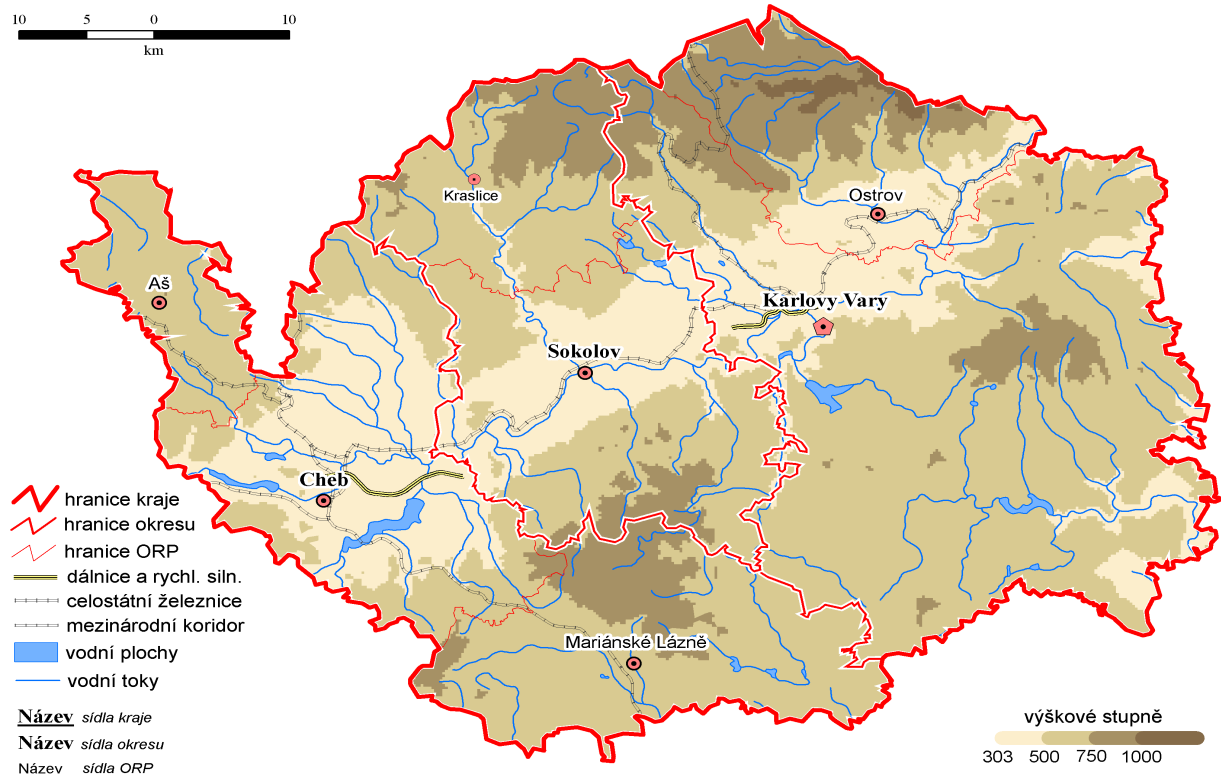 10 5 0 10
km
Kraslice
Ostrov
Aš
Karlovy Vary
Sokolov
Cheb
Mariánské Lázně
hranice kraje
hranice okresu
hranice ORP
dálnice a rychl. siln.
celostátní železnice
mezinárodní koridor
vodní plochy
vodní toky
Název sídla kraje
Název sídla okresu
Název sídla ORP
výškové stupně
303 500 750 1000